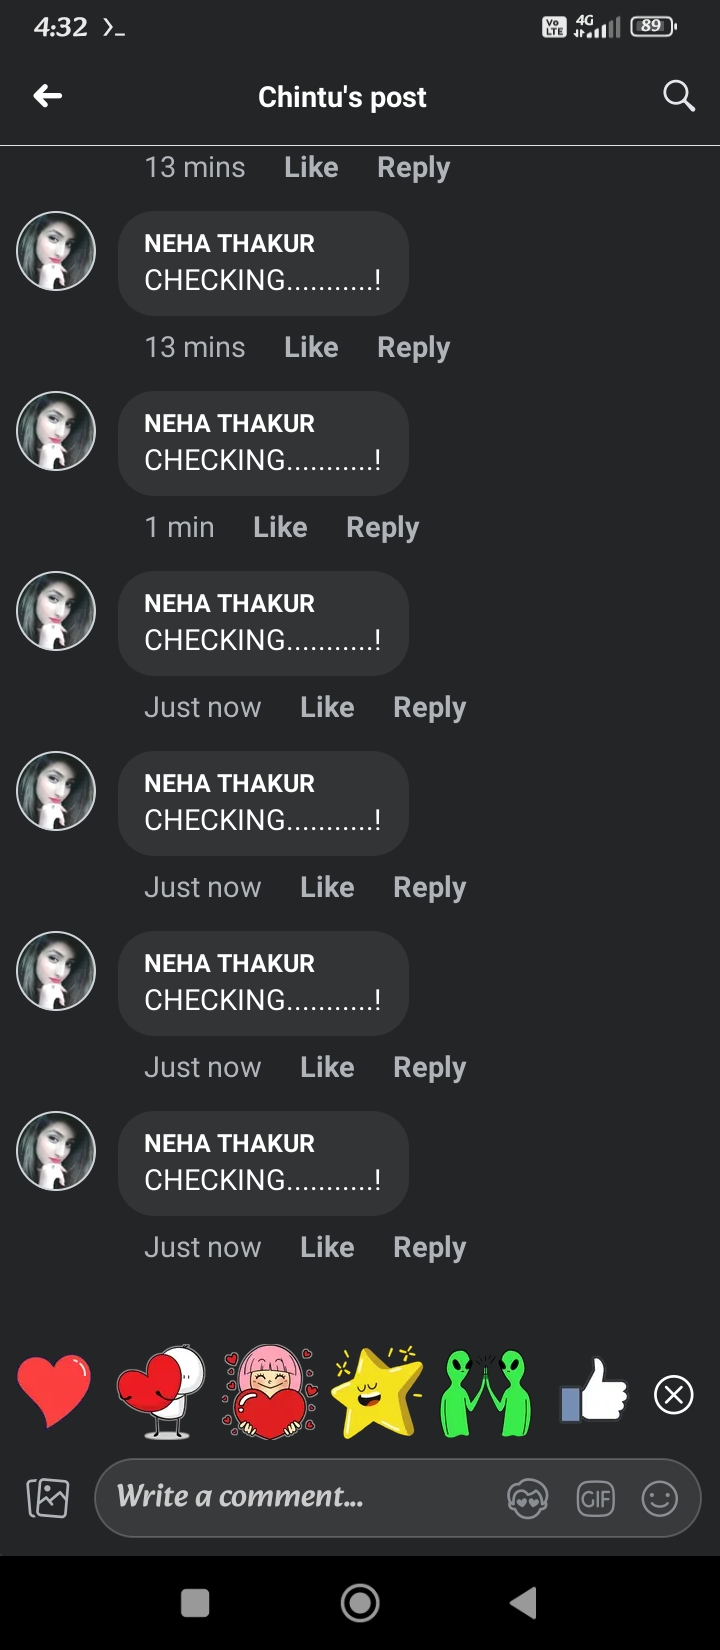 4:32
Vo LTE 4G 89
Chintu's post
13 mins Like Reply
NEHA THAKUR
CHECKING...........!
13 mins Like Reply
NEHA THAKUR
CHECKING...........!
1 min Like Reply
NEHA THAKUR
CHECKING...........!
Just now Like Reply
NEHA THAKUR
CHECKING...........!
Just now Like Reply
NEHA THAKUR
CHECKING...........!
Just now Like Reply
NEHA THAKUR
CHECKING...........!
Just now Like Reply
Write a comment...
GIF